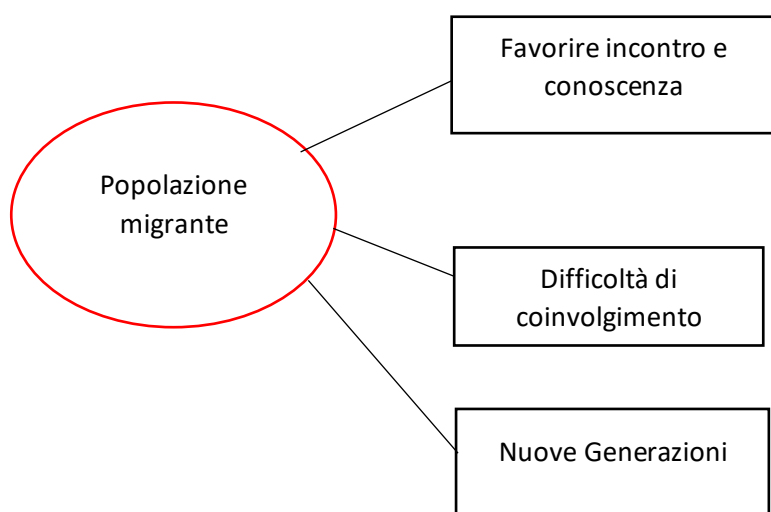 Favorire incontro e
conoscenza
Popolazione
migrante
Difficoltà di
coinvolgimento
Nuove Generazioni